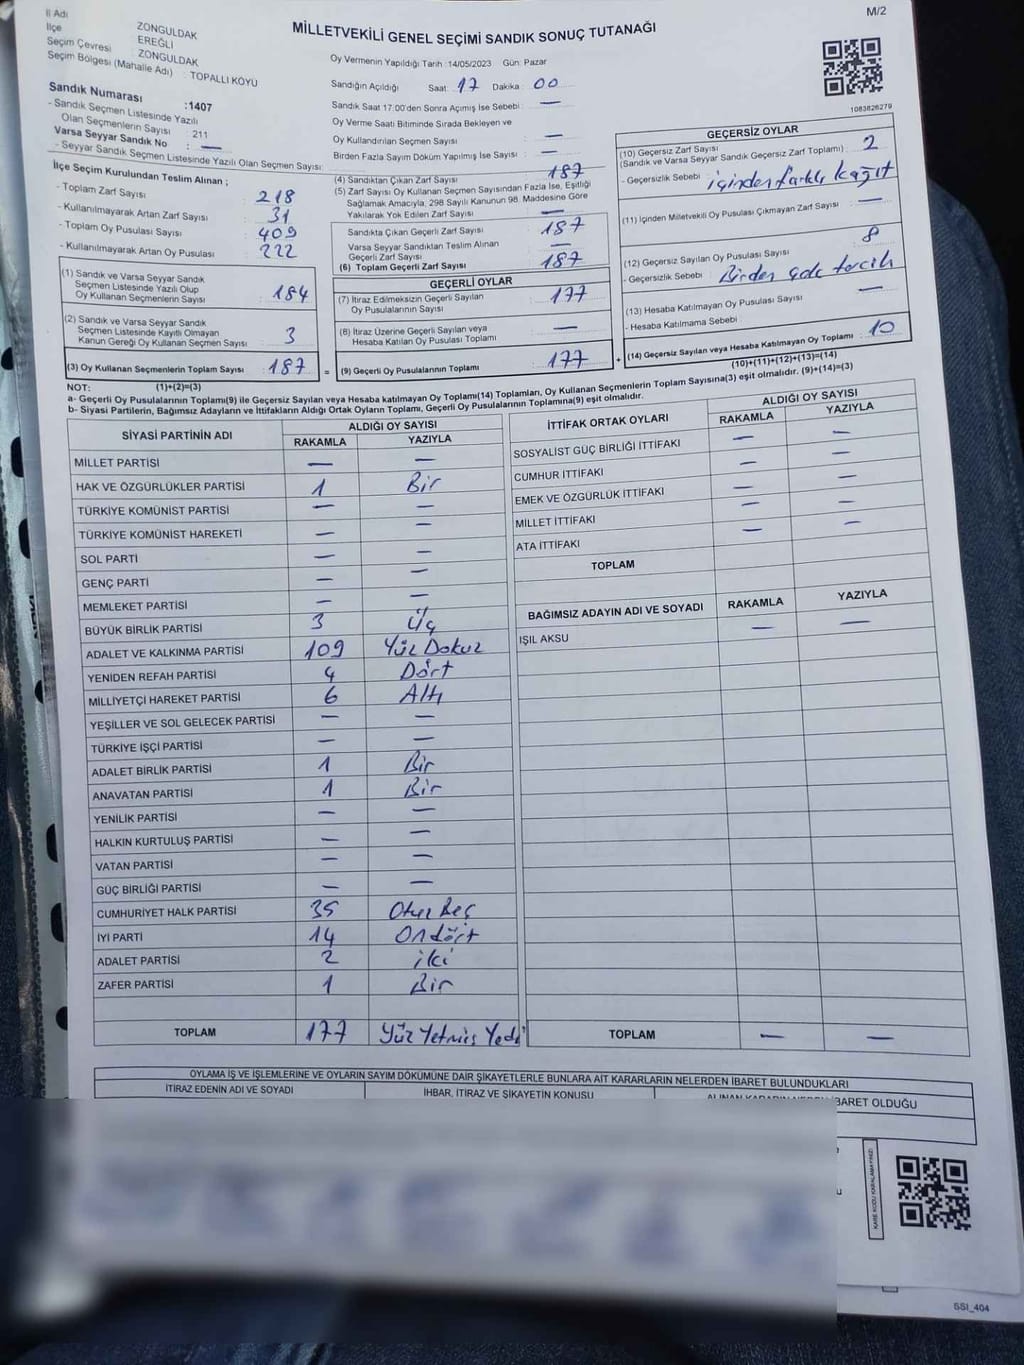 M/2
MİLLETVEKİLİ GENEL SEÇİMİ SANDIK SONUÇ TUTANAĞI
İl Adı ZONGULDAK
İlçe EREĞLİ
Seçim Çevresi : ZONGULDAK
Seçim Bölgesi (Mahalle Adı) : TOPALLI KÖYÜ
Sandık Numarası :1407
- Sandık Seçmen Listesinde Yazılı
Olan Seçmenlerin Sayısı : 211
Varsa Seyyar Sandık No : —
- Seyyar Sandık Seçmen Listesinde Yazılı Olan Seçmen Sayısı:
Oy Vermenin Yapıldığı Tarih :14/05/2023 Gün: Pazar
Sandığın Açıldığı Saat: 17 Dakika : 00
Sandık Saat 17.00'den Sonra Açımış İse Sebebi : —
Oy Verme Saati Bitiminde Sırada Bekleyen ve
Oy Kullandırılan Seçmen Sayısı : —
Birden Fazla Sayım Döküm Yapılmış İse Sayısı : —
1083826279
İlçe Seçim Kurulundan Teslim Alınan ;
- Toplam Zarf Sayısı : 218
- Kullanılmayarak Artan Zarf Sayısı : 31
- Toplam Oy Pusulası Sayısı : 409
- Kullanılmayarak Artan Oy Pusulası : 222
(1) Sandık ve Varsa Seyyar Sandık
Seçmen Listesinde Yazılı Olup
Oy Kullanan Seçmenlerin Sayısı : 184
(2) Sandık ve Varsa Seyyar Sandık
Seçmen Listesinde Kayıtlı Olmayan
Kanun Gereği Oy Kullanan Seçmen Sayısı : 3
(3) Oy Kullanan Seçmenlerin Toplam Sayısı : 187 =
(4) Sandıktan Çıkan Zarf Sayısı : 187
(5) Zarf Sayısı Oy Kullanan Seçmen Sayısından Fazla İse, Eşitliği
Sağlamak Amacıyla, 298 Sayılı Kanunun 98. Maddesine Göre
Yakılarak Yok Edilen Zarf Sayısı : —
Sandıkta Çıkan Geçerli Zarf Sayısı : 187
Varsa Seyyar Sandıktan Teslim Alınan
Geçerli Zarf Sayısı : —
(6) Toplam Geçerli Zarf Sayısı : 187
GEÇERLİ OYLAR
(7) İtiraz Edilmeksizin Geçerli Sayılan
Oy Pusulalarının Sayısı : 177
(8) İtiraz Üzerine Geçerli Sayılan veya
Hesaba Katılan Oy Pusulası Toplamı : —
(9) Geçerli Oy Pusulalarının Toplamı : 177 +
GEÇERSİZ OYLAR
(10) Geçersiz Zarf Sayısı
(Sandık ve Varsa Seyyar Sandık Geçersiz Zarf Toplamı) : 2
- Geçersizlik Sebebi : içinden farklı kağıt
(11) İçinden Milletvekili Oy Pusulası Çıkmayan Zarf Sayısı : —
(12) Geçersiz Sayılan Oy Pusulası Sayısı : 8
- Geçersizlik Sebebi : Birden çok tercih
(13) Hesaba Katılmayan Oy Pusulası Sayısı : —
- Hesaba Katılmama Sebebi
(14) Geçersiz Sayılan veya Hesaba Katılmayan Oy Toplamı : 10
(10)+(11)+(12)+(13)=(14)
NOT: (1)+(2)=(3)
a- Geçerli Oy Pusulalarının Toplamı(9) ile Geçersiz Sayılan veya Hesaba katılmayan Oy Toplamı(14) Toplamları, Oy Kullanan Seçmenlerin Toplam Sayısına(3) eşit olmalıdır. (9)+(14)=(3)
b- Siyasi Partilerin, Bağımsız Adayların ve İttifakların Aldığı Ortak Oyların Toplamı, Geçerli Oy Pusulalarının Toplamına(9) eşit olmalıdır.
SİYASİ PARTİNİN ADI ALDIĞI OY SAYISI
RAKAMLA YAZIYLA
MİLLET PARTİSİ — —
HAK VE ÖZGÜRLÜKLER PARTİSİ 1 Bir
TÜRKİYE KOMÜNİST PARTİSİ — —
TÜRKİYE KOMÜNİST HAREKETİ — —
SOL PARTİ — —
GENÇ PARTİ — —
MEMLEKET PARTİSİ — —
BÜYÜK BİRLİK PARTİSİ 3 Üç
ADALET VE KALKINMA PARTİSİ 109 Yüz Dokuz
YENİDEN REFAH PARTİSİ 4 Dört
MİLLİYETÇİ HAREKET PARTİSİ 6 Altı
YEŞİLLER VE SOL GELECEK PARTİSİ — —
TÜRKİYE İŞÇİ PARTİSİ — —
ADALET BİRLİK PARTİSİ 1 Bir
ANAVATAN PARTİSİ 1 Bir
YENİLİK PARTİSİ — —
HALKIN KURTULUŞ PARTİSİ — —
VATAN PARTİSİ — —
GÜÇ BİRLİĞİ PARTİSİ — —
CUMHURİYET HALK PARTİSİ 35 Otuz Beş
İYİ PARTİ 14 On dört
ADALET PARTİSİ 2 iki
ZAFER PARTİSİ 1 Bir
TOPLAM 177 Yüz Yetmiş Yedi
İTTİFAK ORTAK OYLARI ALDIĞI OY SAYISI
RAKAMLA YAZIYLA
SOSYALİST GÜÇ BİRLİĞİ İTTİFAKI — —
CUMHUR İTTİFAKI — —
EMEK VE ÖZGÜRLÜK İTTİFAKI — —
MİLLET İTTİFAKI — —
ATA İTTİFAKI — —
TOPLAM
BAĞIMSIZ ADAYIN ADI VE SOYADI RAKAMLA YAZIYLA
IŞIL AKSU — —
TOPLAM — —
OYLAMA İŞ VE İŞLEMLERİNE VE OYLARIN SAYIM DÖKÜMÜNE DAİR ŞİKAYETLERLE BUNLARA AİT KARARLARIN NELERDEN İBARET BULUNDUKLARI
İTİRAZ EDENİN ADI VE SOYADI İHBAR, İTİRAZ VE ŞİKAYETİN KONUSU ALINAN KARARIN NEDEN İBARET OLDUĞU
KARE KODU KARALAMAYINIZ!
SSI_404